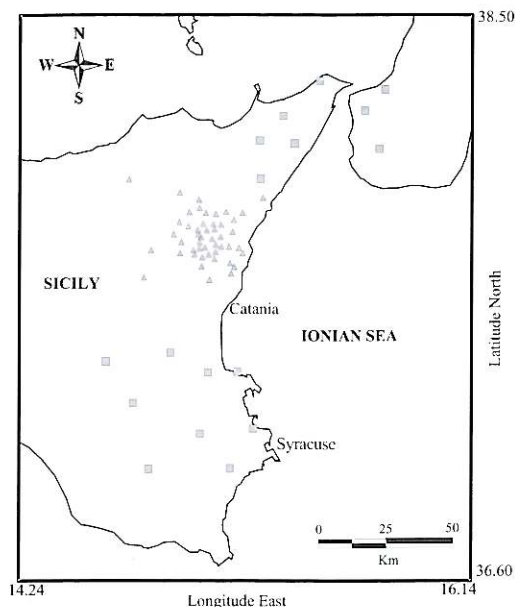 38.50
N
W E
S
SICILY
Catania
IONIAN SEA
Latitude North
Syracuse
0 25 50
Km
36.60
14.24 16.14
Longitude East